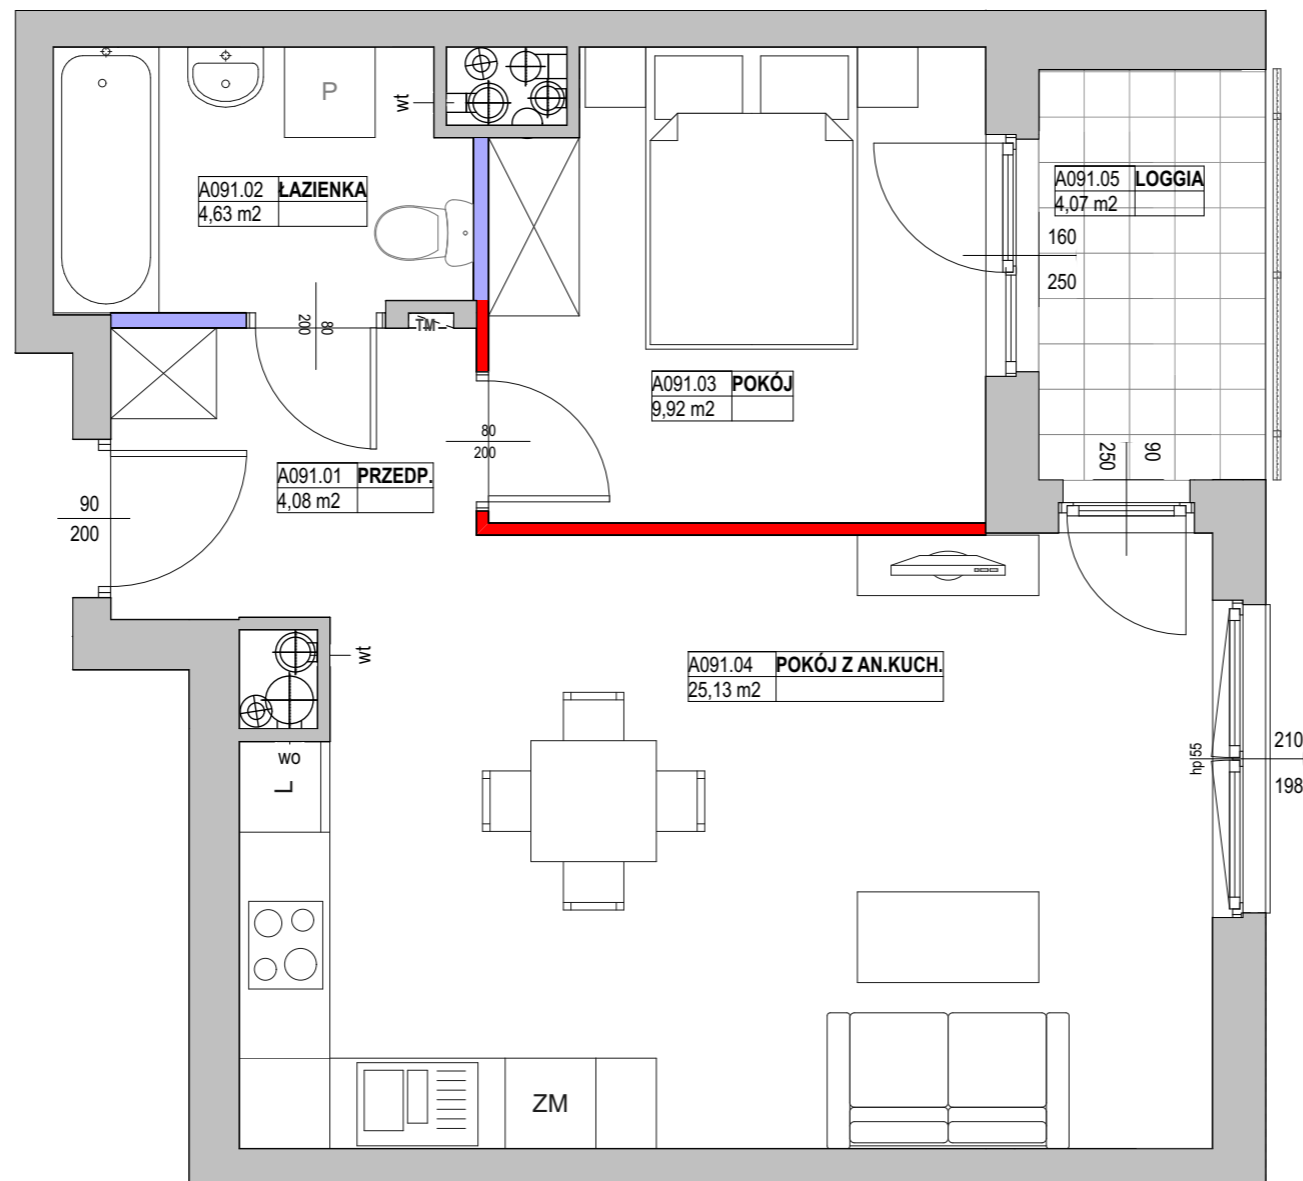 P
wt
A091.02 ŁAZIENKA
4,63 m2
A091.05 LOGGIA
4,07 m2
160
250
80
200
TM
A091.03 POKÓJ
9,92 m2
80
200
90
250
A091.01 PRZEDP.
4,08 m2
90
200
wt
A091.04 POKÓJ Z AN.KUCH.
25,13 m2
wo
L
hp 55
210
198
ZM